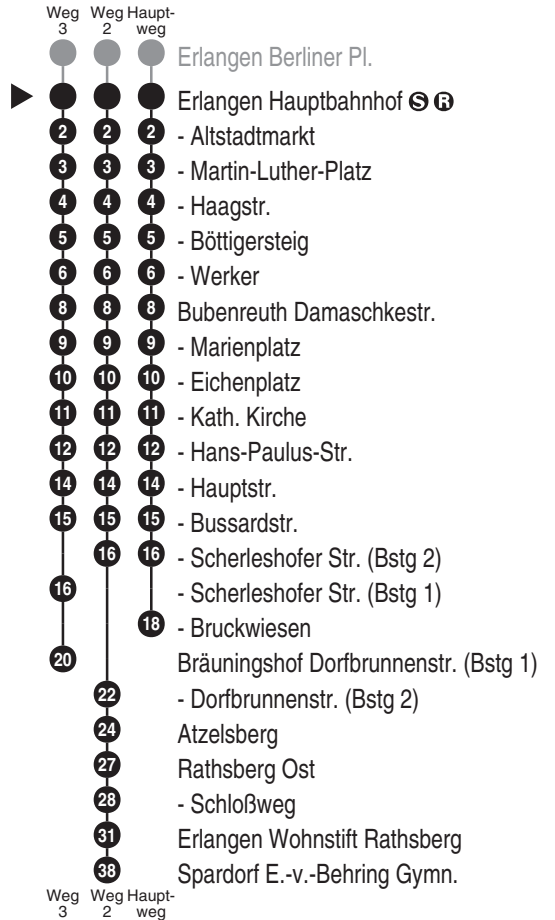 Weg Weg Haupt-
3 2 weg
Erlangen Berliner Pl.
Erlangen Hauptbahnhof S R
2 2 2 - Altstadtmarkt
3 3 3 - Martin-Luther-Platz
4 4 4 - Haagstr.
5 5 5 - Böttigersteig
6 6 6 - Werker
8 8 8 Bubenreuth Damaschkestr.
9 9 9 - Marienplatz
10 10 10 - Eichenplatz
11 11 11 - Kath. Kirche
12 12 12 - Hans-Paulus-Str.
14 14 14 - Hauptstr.
15 15 15 - Bussardstr.
16 16 - Scherleshofer Str. (Bstg 2)
16 - Scherleshofer Str. (Bstg 1)
18 - Bruckwiesen
20 Bräuningshof Dorfbrunnenstr. (Bstg 1)
22 - Dorfbrunnenstr. (Bstg 2)
24 Atzelsberg
27 Rathsberg Ost
28 - Schloßweg
31 Erlangen Wohnstift Rathsberg
38 Spardorf E.-v.-Behring Gymn.
Weg Weg Haupt-
3 2 weg